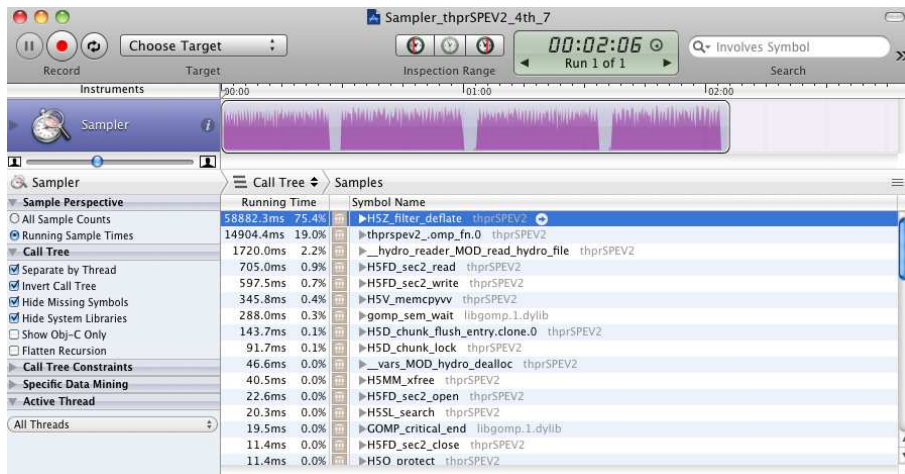 Sampler_thprSPEV2_4th_7
Choose Target
00:02:06
Run 1 of 1
Involves Symbol
Record
Target
Inspection Range
Search
Instruments
00:00
01:00
02:00
Sampler
Sampler
Call Tree
Samples
Sample Perspective
All Sample Counts
Running Sample Times
Call Tree
Separate by Thread
Invert Call Tree
Hide Missing Symbols
Hide System Libraries
Show Obj-C Only
Flatten Recursion
Call Tree Constraints
Specific Data Mining
Active Thread
All Threads
Running Time Symbol Name
58882.3ms 75.4% H5Z_filter_deflate thprSPEV2
14904.4ms 19.0% thprspev2_.omp_fn.0 thprSPEV2
1720.0ms 2.2% __hydro_reader_MOD_read_hydro_file thprSPEV2
705.0ms 0.9% H5FD_sec2_read thprSPEV2
597.5ms 0.7% H5FD_sec2_write thprSPEV2
345.8ms 0.4% H5V_memcpyvv thprSPEV2
288.0ms 0.3% gomp_sem_wait libgomp.1.dylib
143.7ms 0.1% H5D_chunk_flush_entry.clone.0 thprSPEV2
91.7ms 0.1% H5D_chunk_lock thprSPEV2
46.6ms 0.0% __vars_MOD_hydro_dealloc thprSPEV2
40.5ms 0.0% H5MM_xfree thprSPEV2
22.6ms 0.0% H5FD_sec2_open thprSPEV2
20.3ms 0.0% H5SL_search thprSPEV2
19.5ms 0.0% GOMP_critical_end libgomp.1.dylib
11.4ms 0.0% H5FD_sec2_close thprSPEV2
11.4ms 0.0% H5O_protect thprSPEV2